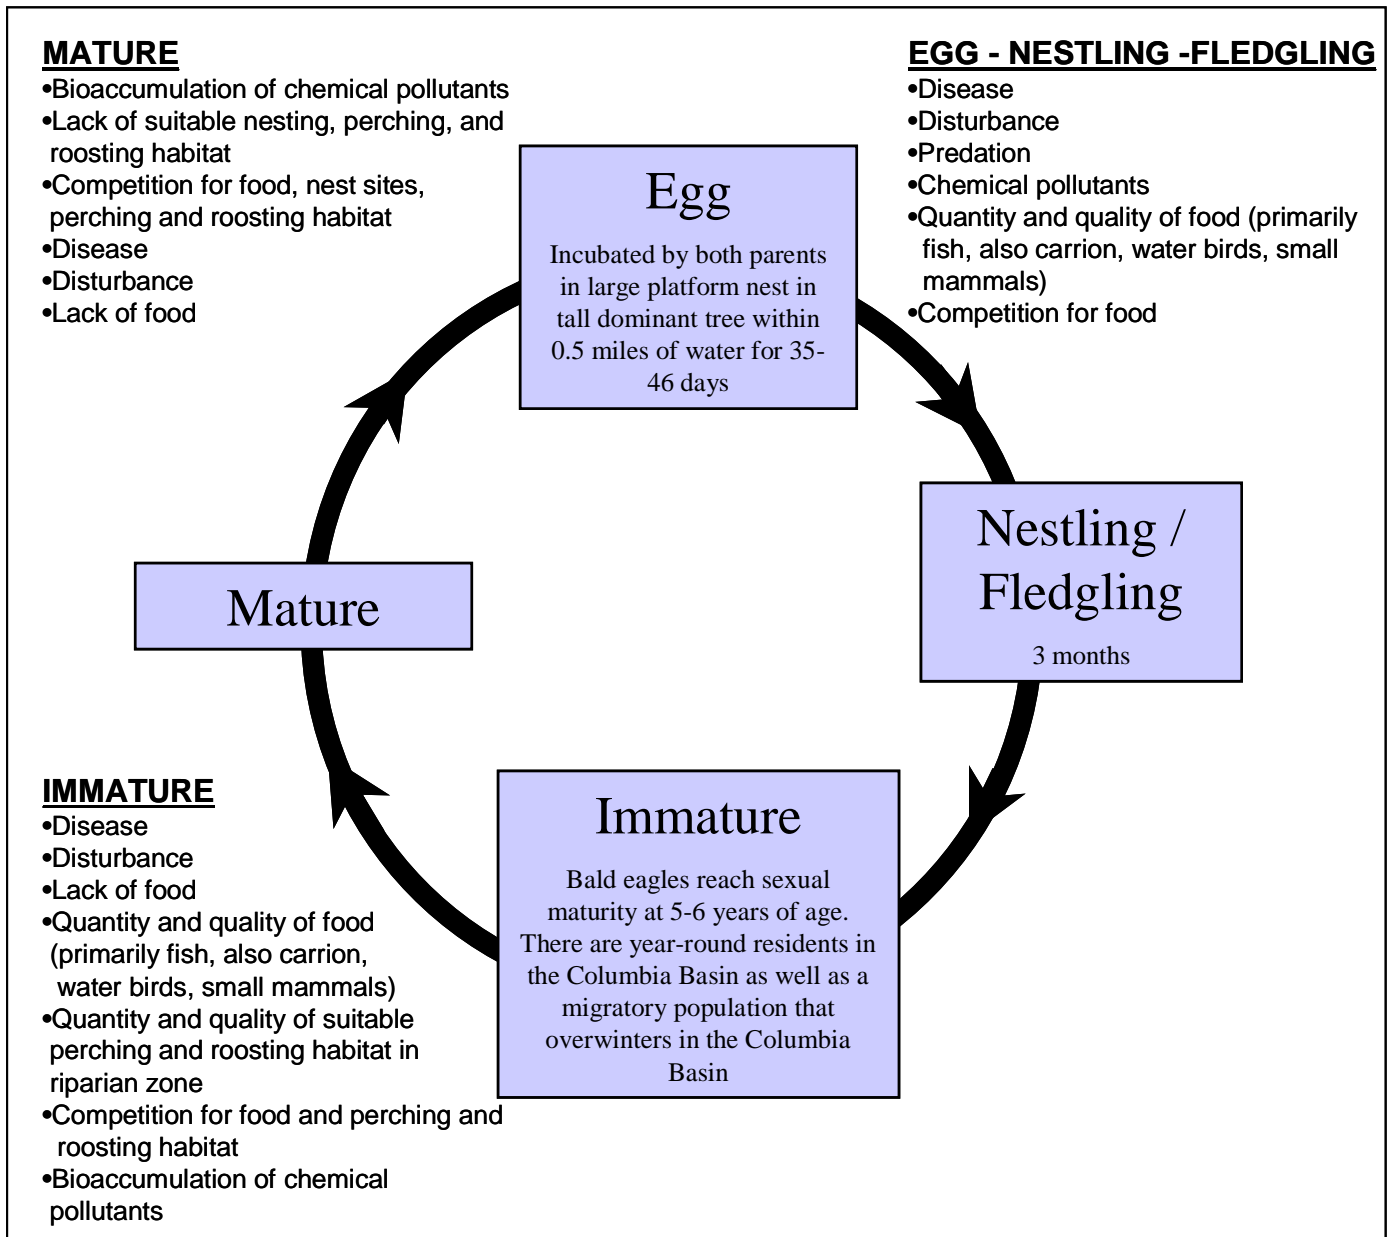 MATURE
•Bioaccumulation of chemical pollutants
•Lack of suitable nesting, perching, and
roosting habitat
•Competition for food, nest sites,
perching and roosting habitat
•Disease
•Disturbance
•Lack of food
EGG - NESTLING -FLEDGLING
•Disease
•Disturbance
•Predation
•Chemical pollutants
•Quantity and quality of food (primarily
fish, also carrion, water birds, small
mammals)
•Competition for food
Egg
Incubated by both parents
in large platform nest in
tall dominant tree within
0.5 miles of water for 35-
46 days
Nestling /
Fledgling
3 months
Mature
Immature
Bald eagles reach sexual
maturity at 5-6 years of age.
There are year-round residents in
the Columbia Basin as well as a
migratory population that
overwinters in the Columbia
Basin
IMMATURE
•Disease
•Disturbance
•Lack of food
•Quantity and quality of food
(primarily fish, also carrion,
water birds, small mammals)
•Quantity and quality of suitable
perching and roosting habitat in
riparian zone
•Competition for food and perching and
roosting habitat
•Bioaccumulation of chemical
pollutants